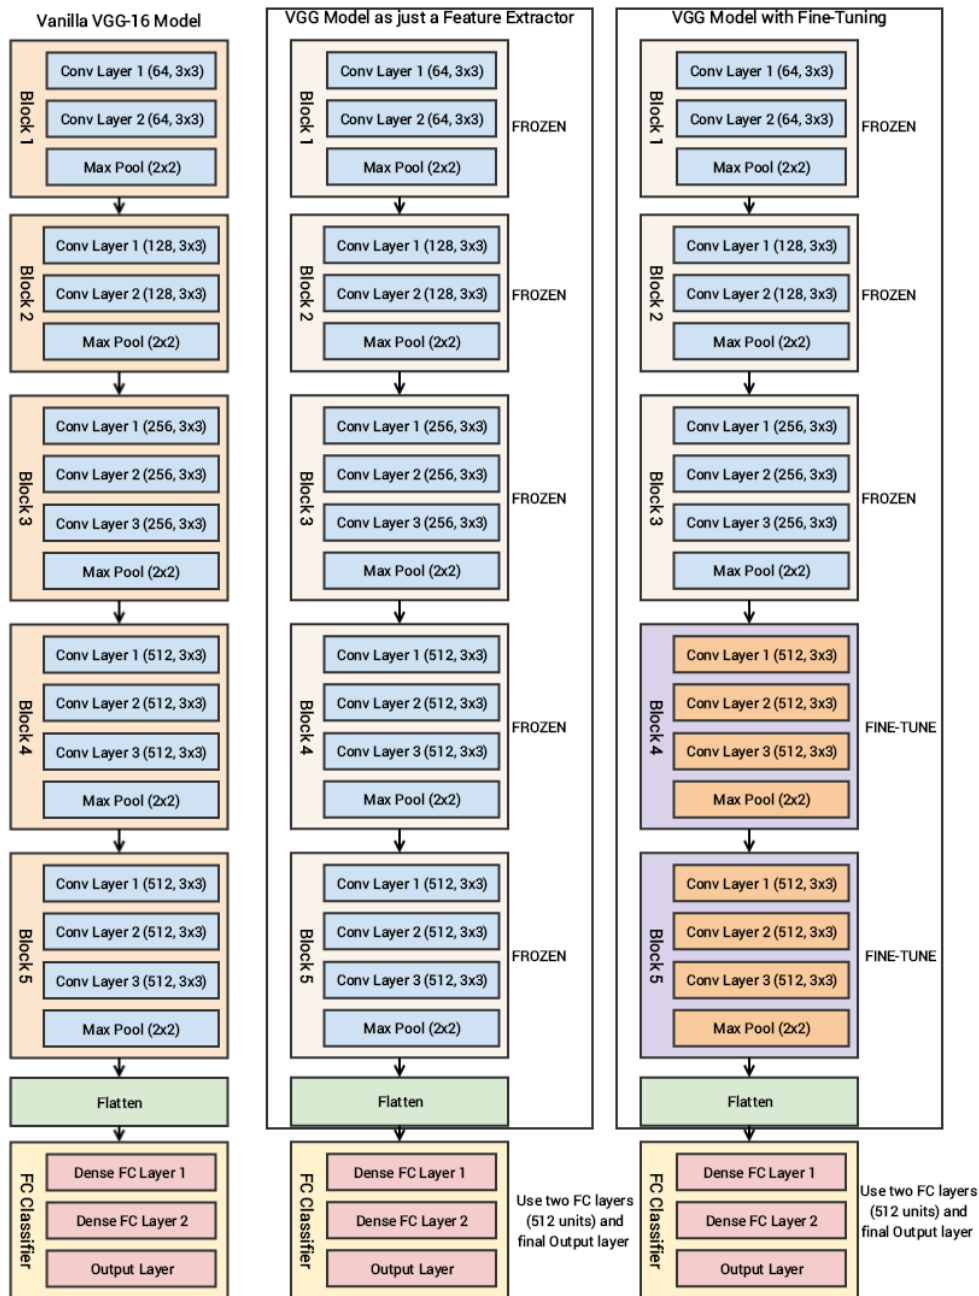 Vanilla VGG-16 Model
Block 1
Conv Layer 1 (64, 3x3)
Conv Layer 2 (64, 3x3)
Max Pool (2x2)
Block 2
Conv Layer 1 (128, 3x3)
Conv Layer 2 (128, 3x3)
Max Pool (2x2)
Block 3
Conv Layer 1 (256, 3x3)
Conv Layer 2 (256, 3x3)
Conv Layer 3 (256, 3x3)
Max Pool (2x2)
Block 4
Conv Layer 1 (512, 3x3)
Conv Layer 2 (512, 3x3)
Conv Layer 3 (512, 3x3)
Max Pool (2x2)
Block 5
Conv Layer 1 (512, 3x3)
Conv Layer 2 (512, 3x3)
Conv Layer 3 (512, 3x3)
Max Pool (2x2)
Flatten
FC Classifier
Dense FC Layer 1
Dense FC Layer 2
Output Layer
VGG Model as just a Feature Extractor
Block 1
Conv Layer 1 (64, 3x3)
Conv Layer 2 (64, 3x3)
Max Pool (2x2)
FROZEN
Block 2
Conv Layer 1 (128, 3x3)
Conv Layer 2 (128, 3x3)
Max Pool (2x2)
FROZEN
Block 3
Conv Layer 1 (256, 3x3)
Conv Layer 2 (256, 3x3)
Conv Layer 3 (256, 3x3)
Max Pool (2x2)
FROZEN
Block 4
Conv Layer 1 (512, 3x3)
Conv Layer 2 (512, 3x3)
Conv Layer 3 (512, 3x3)
Max Pool (2x2)
FROZEN
Block 5
Conv Layer 1 (512, 3x3)
Conv Layer 2 (512, 3x3)
Conv Layer 3 (512, 3x3)
Max Pool (2x2)
FROZEN
Flatten
FC Classifier
Dense FC Layer 1
Dense FC Layer 2
Output Layer
Use two FC layers
(512 units) and
final Output layer
VGG Model with Fine-Tuning
Block 1
Conv Layer 1 (64, 3x3)
Conv Layer 2 (64, 3x3)
Max Pool (2x2)
FROZEN
Block 2
Conv Layer 1 (128, 3x3)
Conv Layer 2 (128, 3x3)
Max Pool (2x2)
FROZEN
Block 3
Conv Layer 1 (256, 3x3)
Conv Layer 2 (256, 3x3)
Conv Layer 3 (256, 3x3)
Max Pool (2x2)
FROZEN
Block 4
Conv Layer 1 (512, 3x3)
Conv Layer 2 (512, 3x3)
Conv Layer 3 (512, 3x3)
Max Pool (2x2)
FINE-TUNE
Block 5
Conv Layer 1 (512, 3x3)
Conv Layer 2 (512, 3x3)
Conv Layer 3 (512, 3x3)
Max Pool (2x2)
FINE-TUNE
Flatten
FC Classifier
Dense FC Layer 1
Dense FC Layer 2
Output Layer
Use two FC layers
(512 units) and
final Output layer